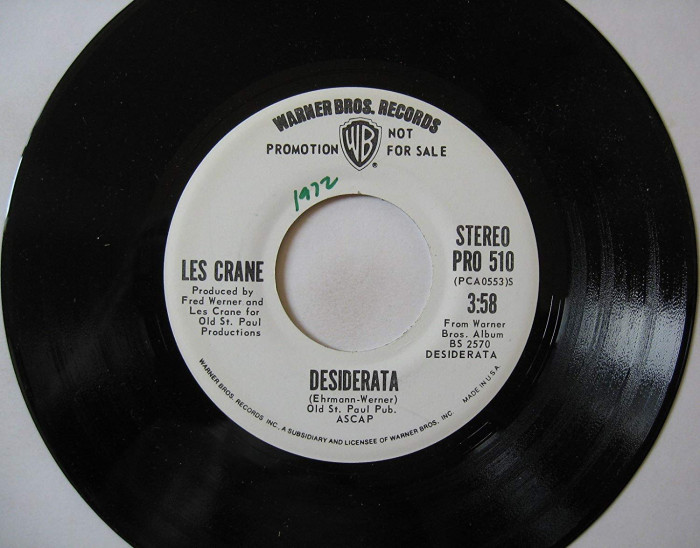 WARNER BROS. RECORDS
PROMOTION WB NOT
FOR SALE
®
1972
LES CRANE
Produced by
Fred Werner and
Les Crane for
Old St. Paul
Productions
STEREO
PRO 510
(PCA0553)S
3:58
From Warner
Bros. Album
BS 2570
DESIDERATA
DESIDERATA
(Ehrmann-Werner)
Old St. Paul Pub.
ASCAP
WARNER BROS. RECORDS INC. A SUBSIDIARY AND LICENSEE OF WARNER BROS. INC. MADE IN U.S.A.